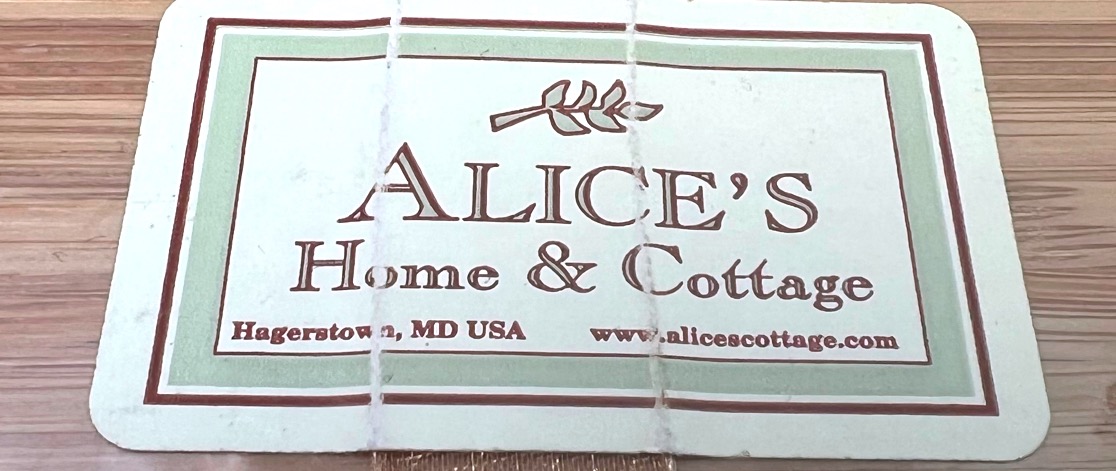 ALICE'S
Home & Cottage
Hagerstown, MD USA www.alicescottage.com